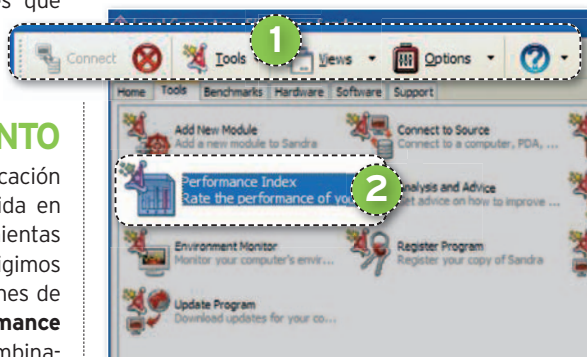 es que
NTO
cación
ida en
ientas
igimos
nes de
mance
mbina-
1
Connect Tools Views Options ?
Home Tools Benchmarks Hardware Software Support
Add New Module
Add a new module to Sandra
Connect to Source
Connect to a computer, PDA, ...
Performance Index
Rate the performance of
2
and Advice
advice on how to improve ...
Environment Monitor
Monitor your computer's envir...
Register Program
Register your copy of Sandra
Update Program
Download updates for your co...